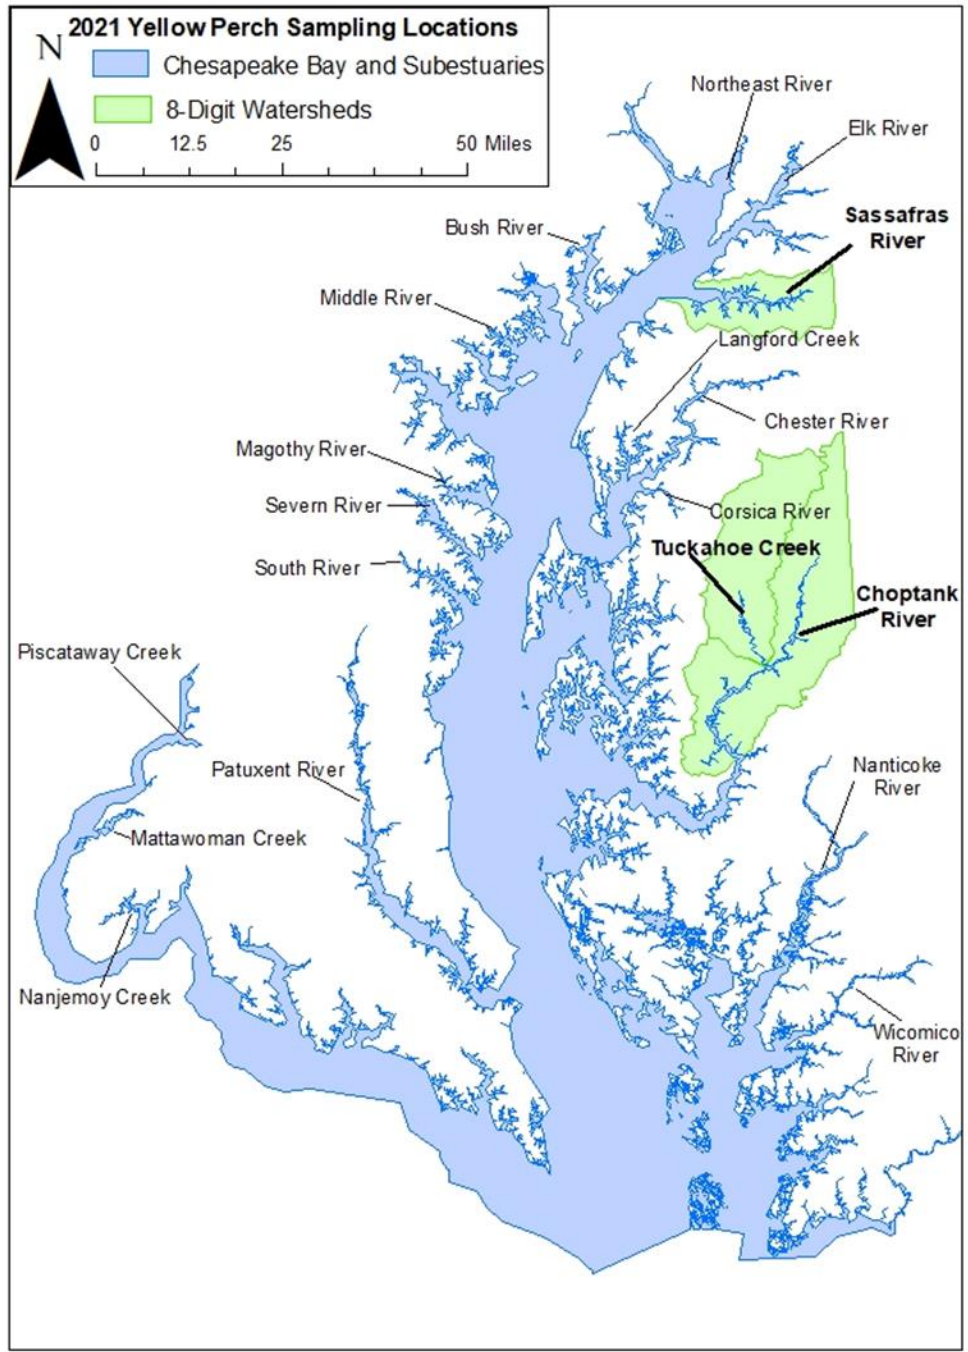 2021 Yellow Perch Sampling Locations
N
Chesapeake Bay and Subestuaries
8-Digit Watersheds
0 12.5 25 50 Miles
Northeast River
Elk River
Sassafras
River
Bush River
Middle River
Langford Creek
Chester River
Magothy River
Severn River
Corsica River
Tuckahoe Creek
South River
Choptank
River
Piscataway Creek
Patuxent River
Nanticoke
River
Mattawoman Creek
Nanjemoy Creek
Wicomico
River